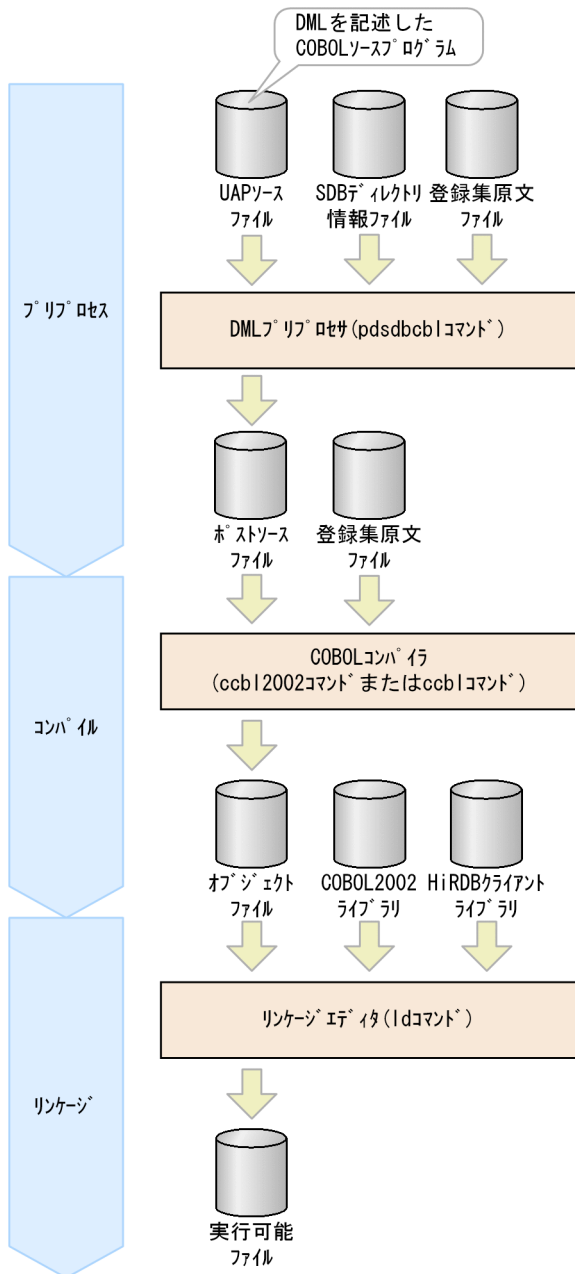 DMLを記述した
COBOLソースプログラム
UAPソース
ファイル
SDBディレクトリ
情報ファイル
登録集原文
ファイル
プリプロセス
DMLプリプロセサ(pdsdbcblコマンド)
ポストソース
ファイル
登録集原文
ファイル
COBOLコンパイラ
(ccbl2002コマンドまたはccblコマンド)
コンパイル
オブジェクト
ファイル
COBOL2002
ライブラリ
HiRDBクライアント
ライブラリ
リンケージエディタ(ldコマンド)
リンケージ
実行可能
ファイル